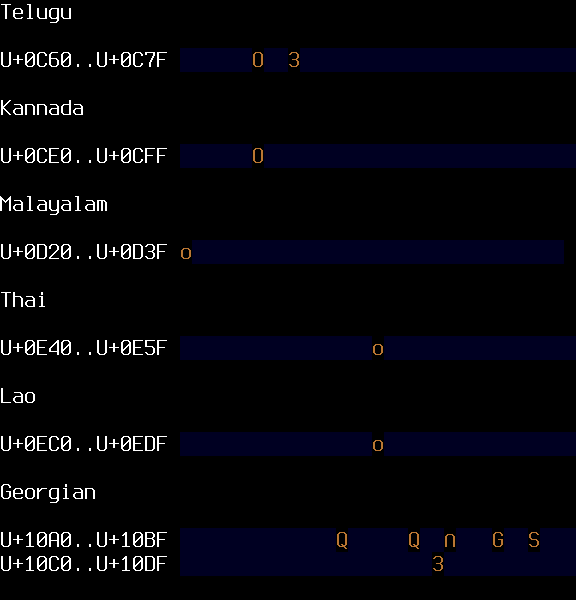 Telugu
U+0C60..U+0C7F O 3
Kannada
U+0CE0..U+0CFF O
Malayalam
U+0D20..U+0D3F o
Thai
U+0E40..U+0E5F o
Lao
U+0EC0..U+0EDF o
Georgian
U+10A0..U+10BF Q Q ი G S
U+10C0..U+10DF 3